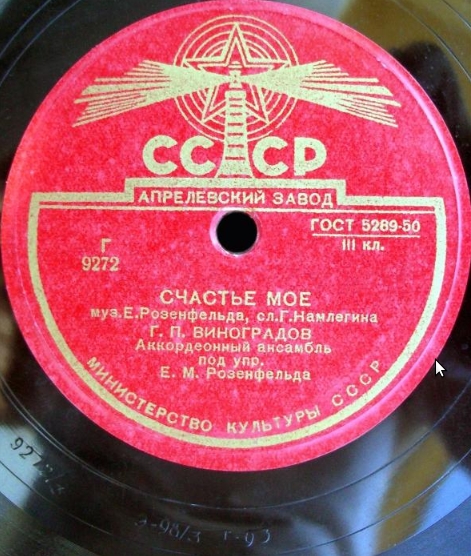 СССР
АПРЕЛЕВСКИЙ ЗАВОД
ГОСТ 5289-50
III кл.
Г
9272
СЧАСТЬЕ МОЕ
муз.Е.Розенфельда, сл.Г.Намлегина
Г. П. ВИНОГРАДОВ
Аккордеонный ансамбль
под упр.
Е. М. Розенфельда
МИНИСТЕРСТВО КУЛЬТУРЫ СССР